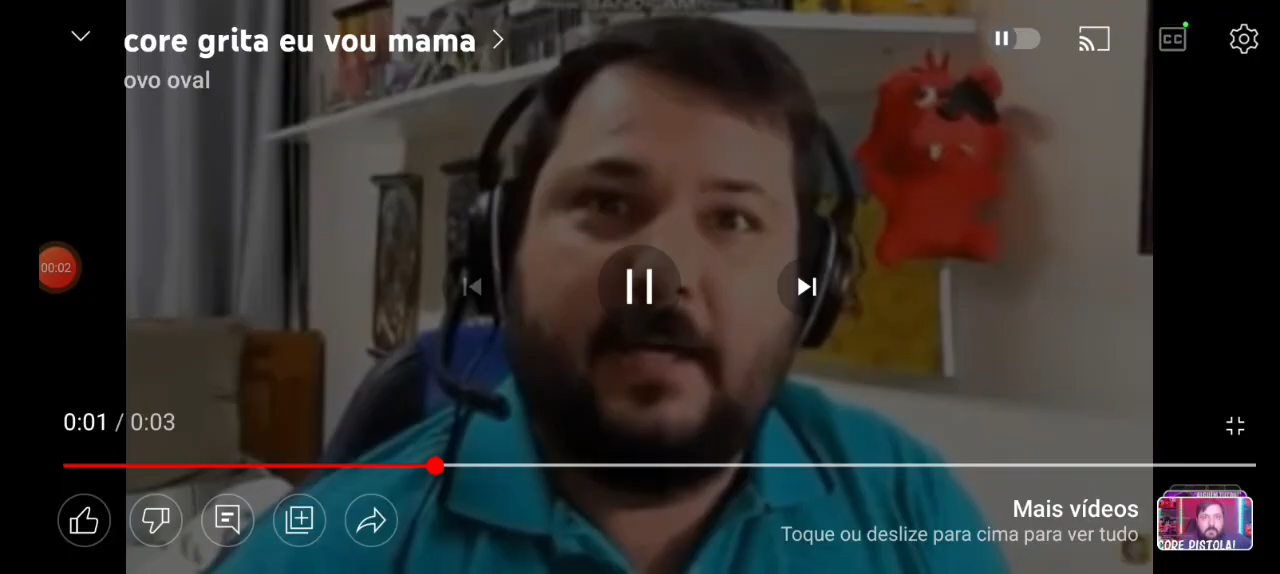 core grita eu vou mama
ovo oval
CC
00:02
0:01 / 0:03
Mais vídeos
Toque ou deslize para cima para ver tudo
CORE PISTOLA!